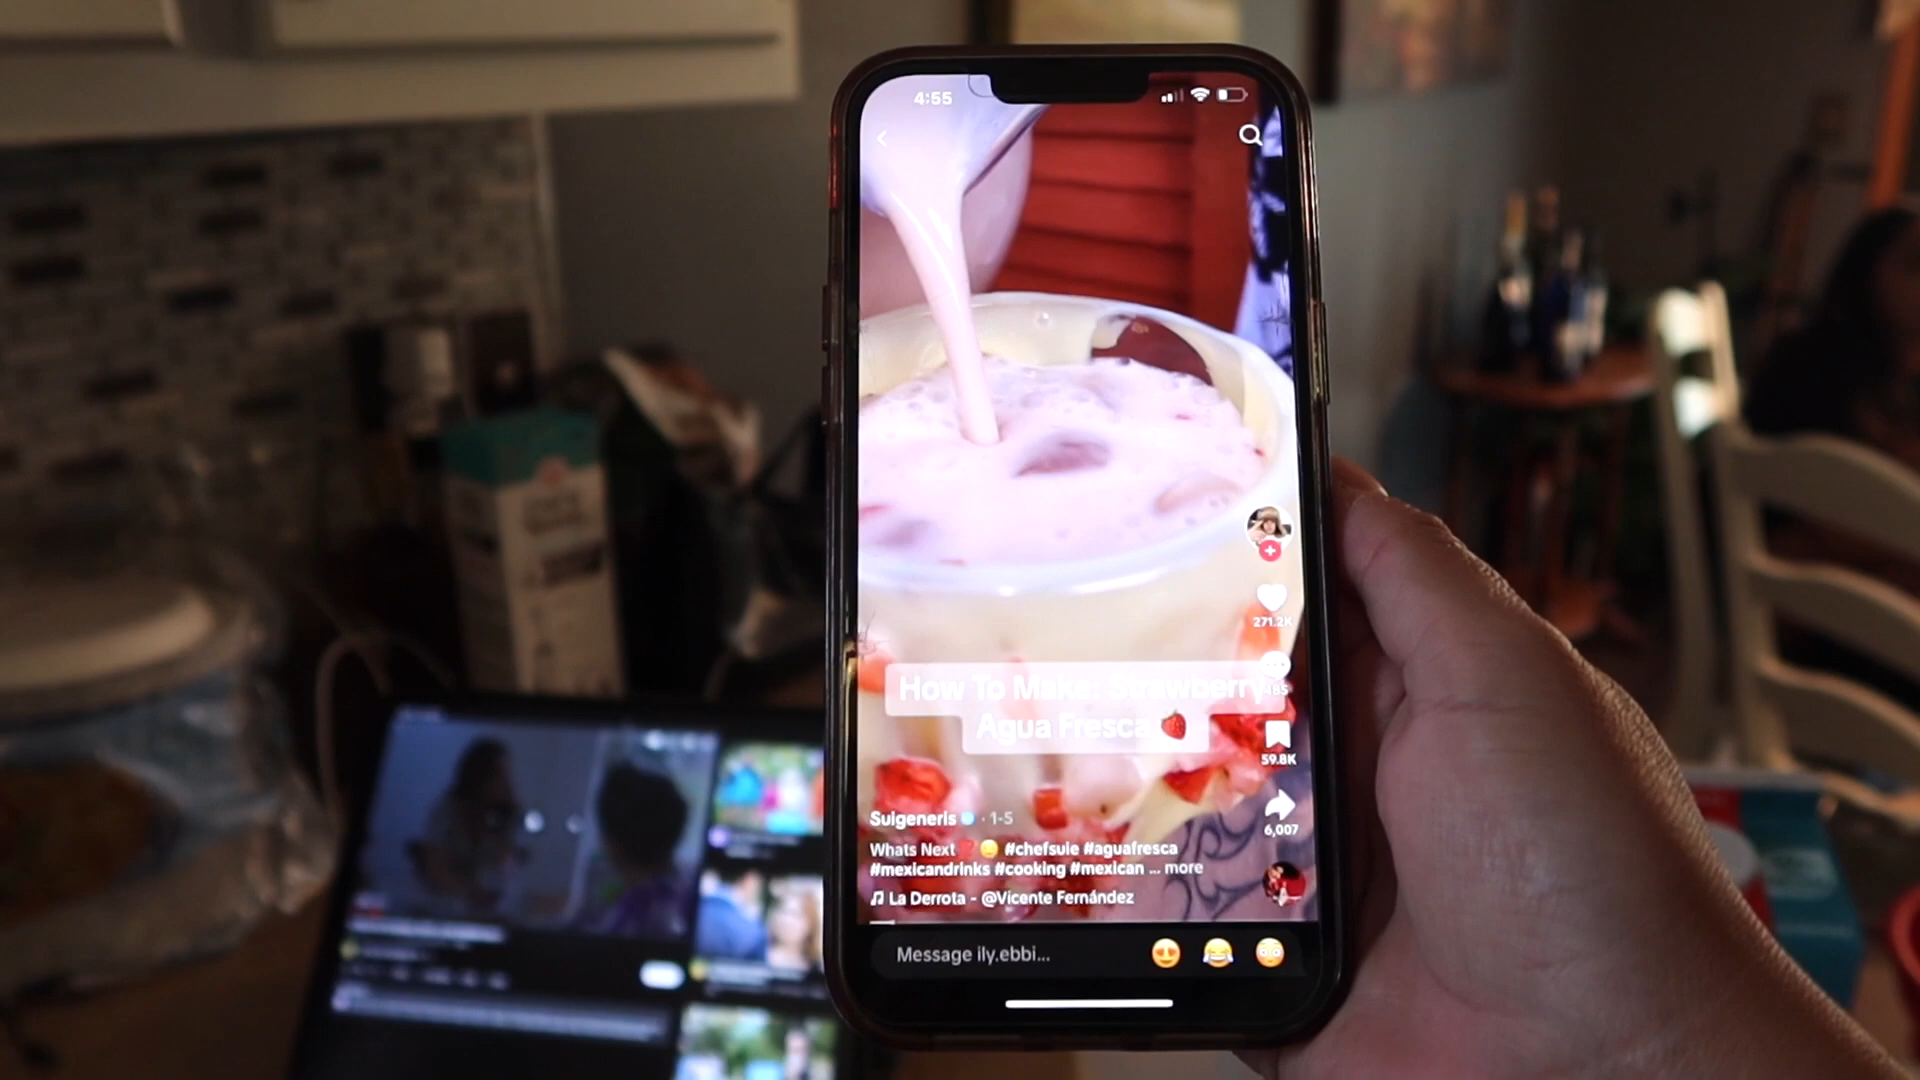 4:55
271.2K
How To Make: Strawberry
485
Agua Fresca 🍓
59.8K
Suigeneris · 1-5
6,007
Whats Next ❓😄 #chefsuie #aguafresca
#mexicandrinks #cooking #mexican ... more
La Derrota - @Vicente Fernández
Message ily.ebbi...